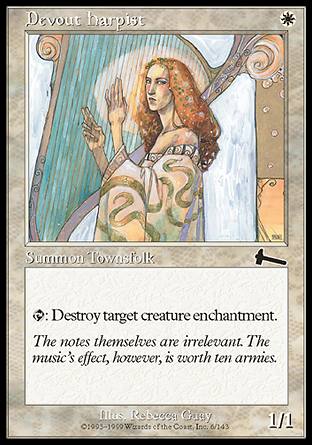 Devout Harpist
Summon Townsfolk
: Destroy target creature enchantment.
The notes themselves are irrelevant. The
music's effect, however, is worth ten armies.
Illus. Rebecca Guay
©1993-1999 Wizards of the Coast, Inc. 6/143
1/1